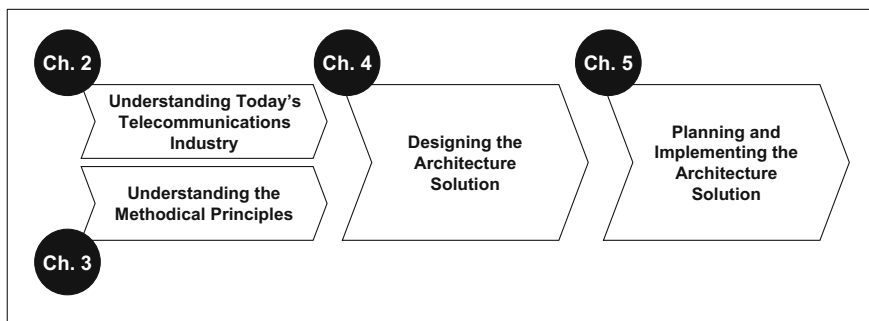 Ch. 2
Understanding Today's
Telecommunications
Industry
Understanding the
Methodical Principles
Ch. 3
Ch. 4
Designing the
Architecture
Solution
Ch. 5
Planning and
Implementing the
Architecture
Solution